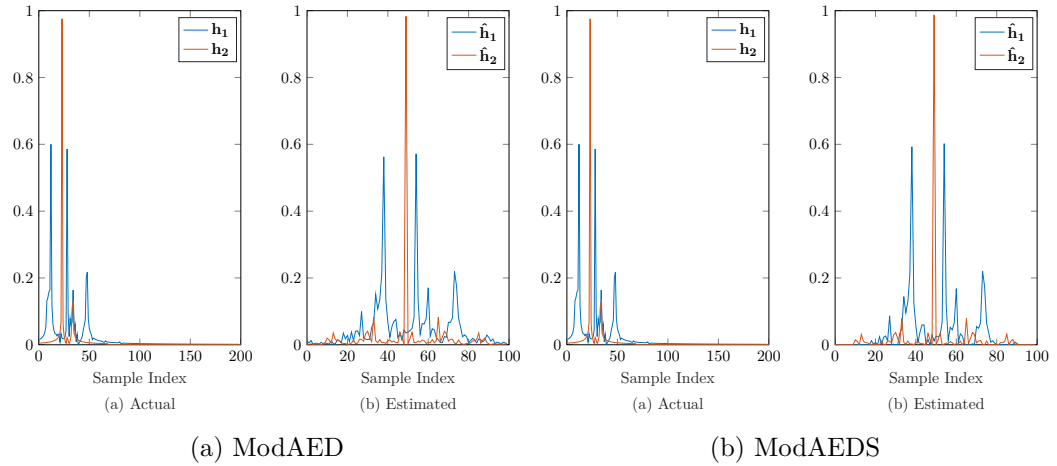 1
0.8
0.6
0.4
0.2
0
0 50 100 150 200
h₁
h₂
Sample Index
(a) Actual
1
0.8
0.6
0.4
0.2
0
0 20 40 60 80 100
ĥ₁
ĥ₂
Sample Index
(b) Estimated
1
0.8
0.6
0.4
0.2
0
0 50 100 150 200
h₁
h₂
Sample Index
(a) Actual
1
0.8
0.6
0.4
0.2
0
0 20 40 60 80 100
ĥ₁
ĥ₂
Sample Index
(b) Estimated
(a) ModAED
(b) ModAEDS